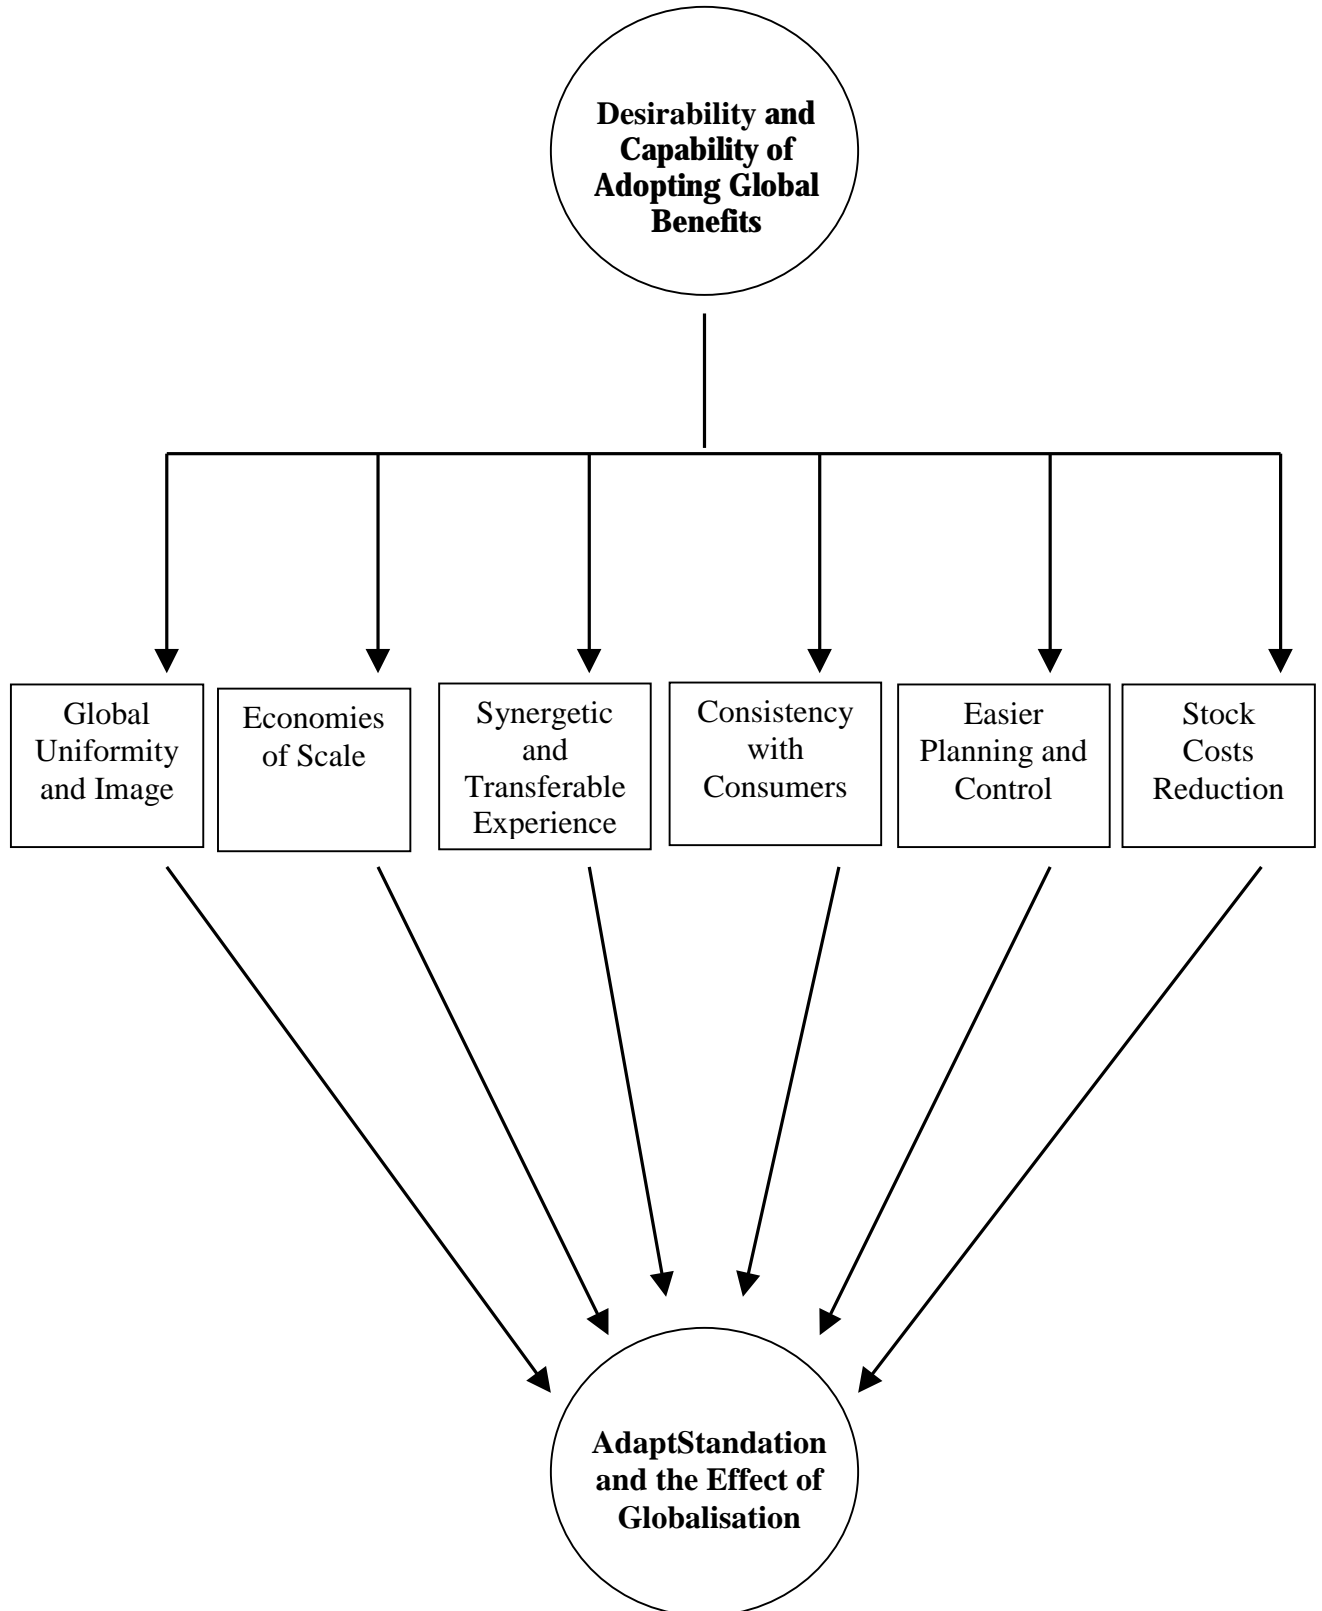 Desirability and
Capability of
Adopting Global
Benefits
Global
Uniformity
and Image
Economies
of Scale
Synergetic
and
Transferable
Experience
Consistency
with
Consumers
Easier
Planning and
Control
Stock
Costs
Reduction
AdaptStandation
and the Effect of
Globalisation